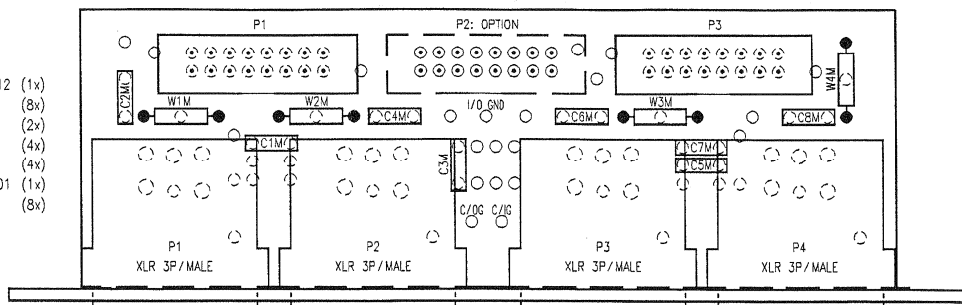 P1
P2: OPTION
P3
12 (1x)
(8x)
(2x)
(4x)
(4x)
01 (1x)
(8x)
C2M
W1M
W2M
C4M
I/O GND
C6M
W3M
C8M
W4M
C1M
C3M
C7M
C5M
C/OG
C/IG
P1
XLR 3P/MALE
P2
XLR 3P/MALE
P3
XLR 3P/MALE
P4
XLR 3P/MALE